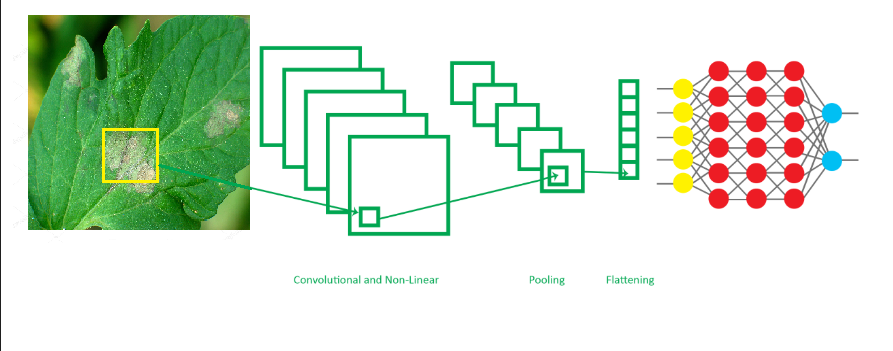 Convolutional and Non-Linear
Pooling
Flattening